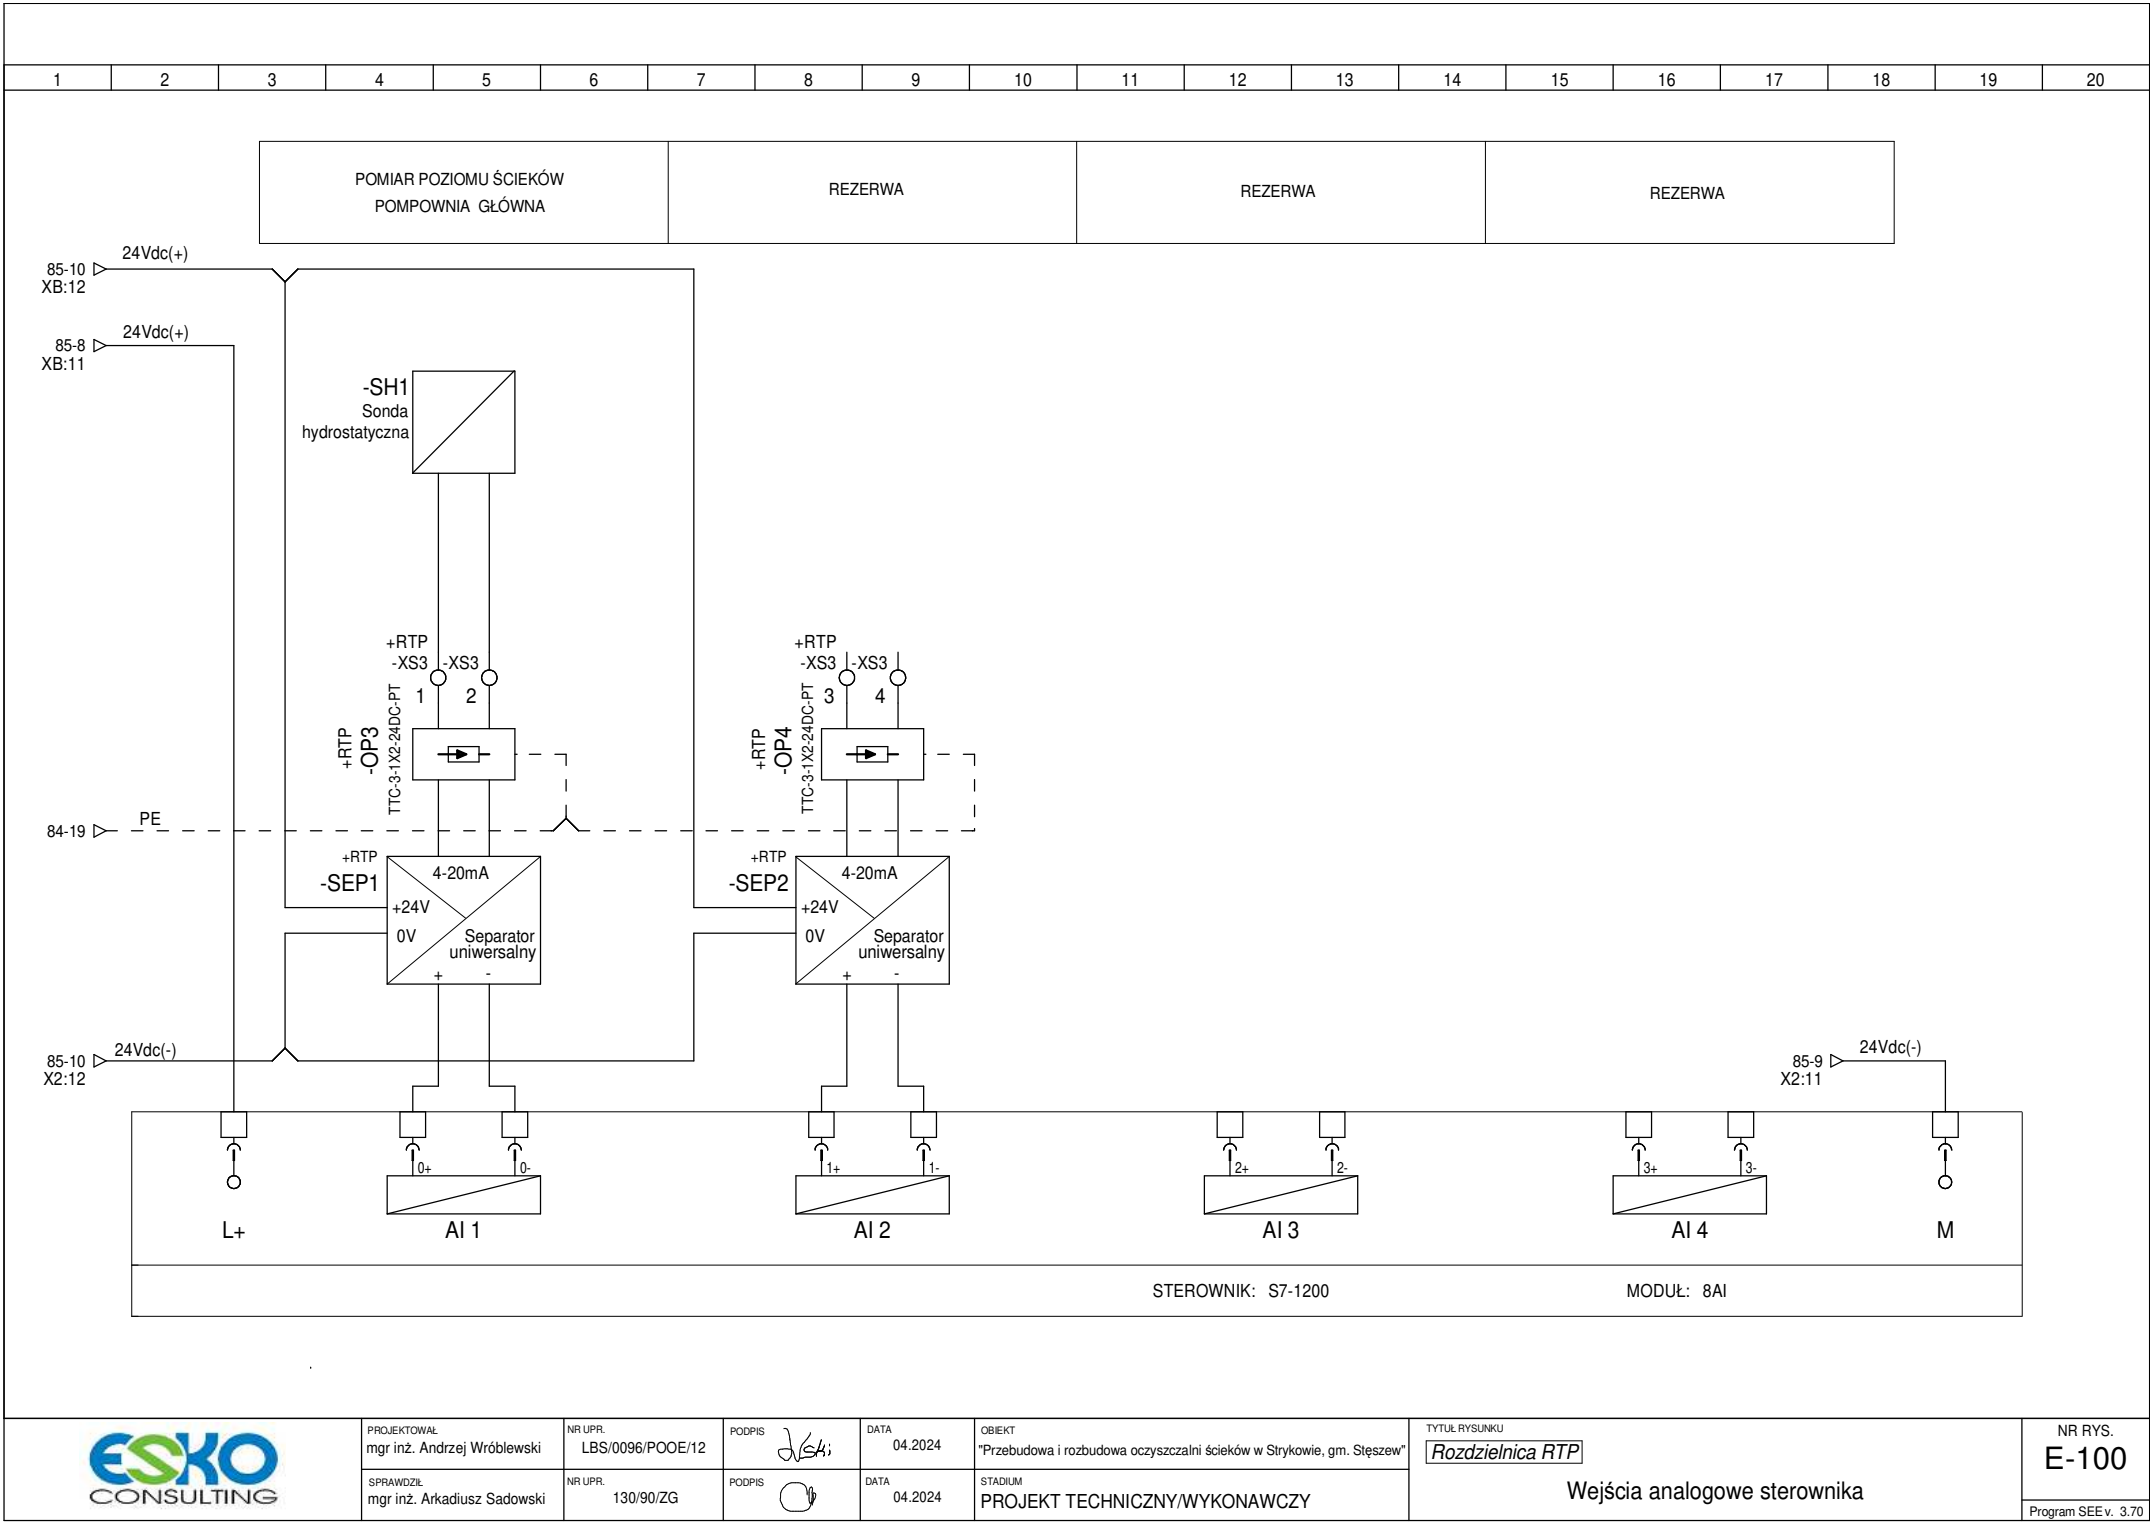 1 2 3 4 5 6 7 8 9 10 11 12 13 14 15 16 17 18 19 20
POMIAR POZIOMU ŚCIEKÓW
POMPOWNIA GŁÓWNA
REZERWA
REZERWA
REZERWA
24Vdc(+)
85-10
XB:12
24Vdc(+)
85-8
XB:11
-SH1
Sonda
hydrostatyczna
+RTP
-XS3 -XS3
1 2
+RTP
-OP3
TTC-3-1X2-24DC-PT
+RTP
-XS3 -XS3
3 4
+RTP
-OP4
TTC-3-1X2-24DC-PT
PE
84-19
+RTP
-SEP1
4-20mA
+24V
0V
Separator
uniwersalny
+ -
+RTP
-SEP2
4-20mA
+24V
0V
Separator
uniwersalny
+ -
24Vdc(-)
85-10
X2:12
24Vdc(-)
85-9
X2:11
0+ 0- 1+ 1- 2+ 2- 3+ 3-
L+ AI 1 AI 2 AI 3 AI 4 M
STEROWNIK: S7-1200 MODUŁ: 8AI
ESKO
CONSULTING
PROJEKTOWAŁ
mgr inż. Andrzej Wróblewski
NR UPR.
LBS/0096/POOE/12
PODPIS
DATA
04.2024
OBIEKT
"Przebudowa i rozbudowa oczyszczalni ścieków w Strykowie, gm. Stęszew"
SPRAWDZIŁ
mgr inż. Arkadiusz Sadowski
NR UPR.
130/90/ZG
PODPIS
DATA
04.2024
STADIUM
PROJEKT TECHNICZNY/WYKONAWCZY
TYTUŁ RYSUNKU
Rozdzielnica RTP
Wejścia analogowe sterownika
NR RYS.
E-100
Program SEE v. 3.70